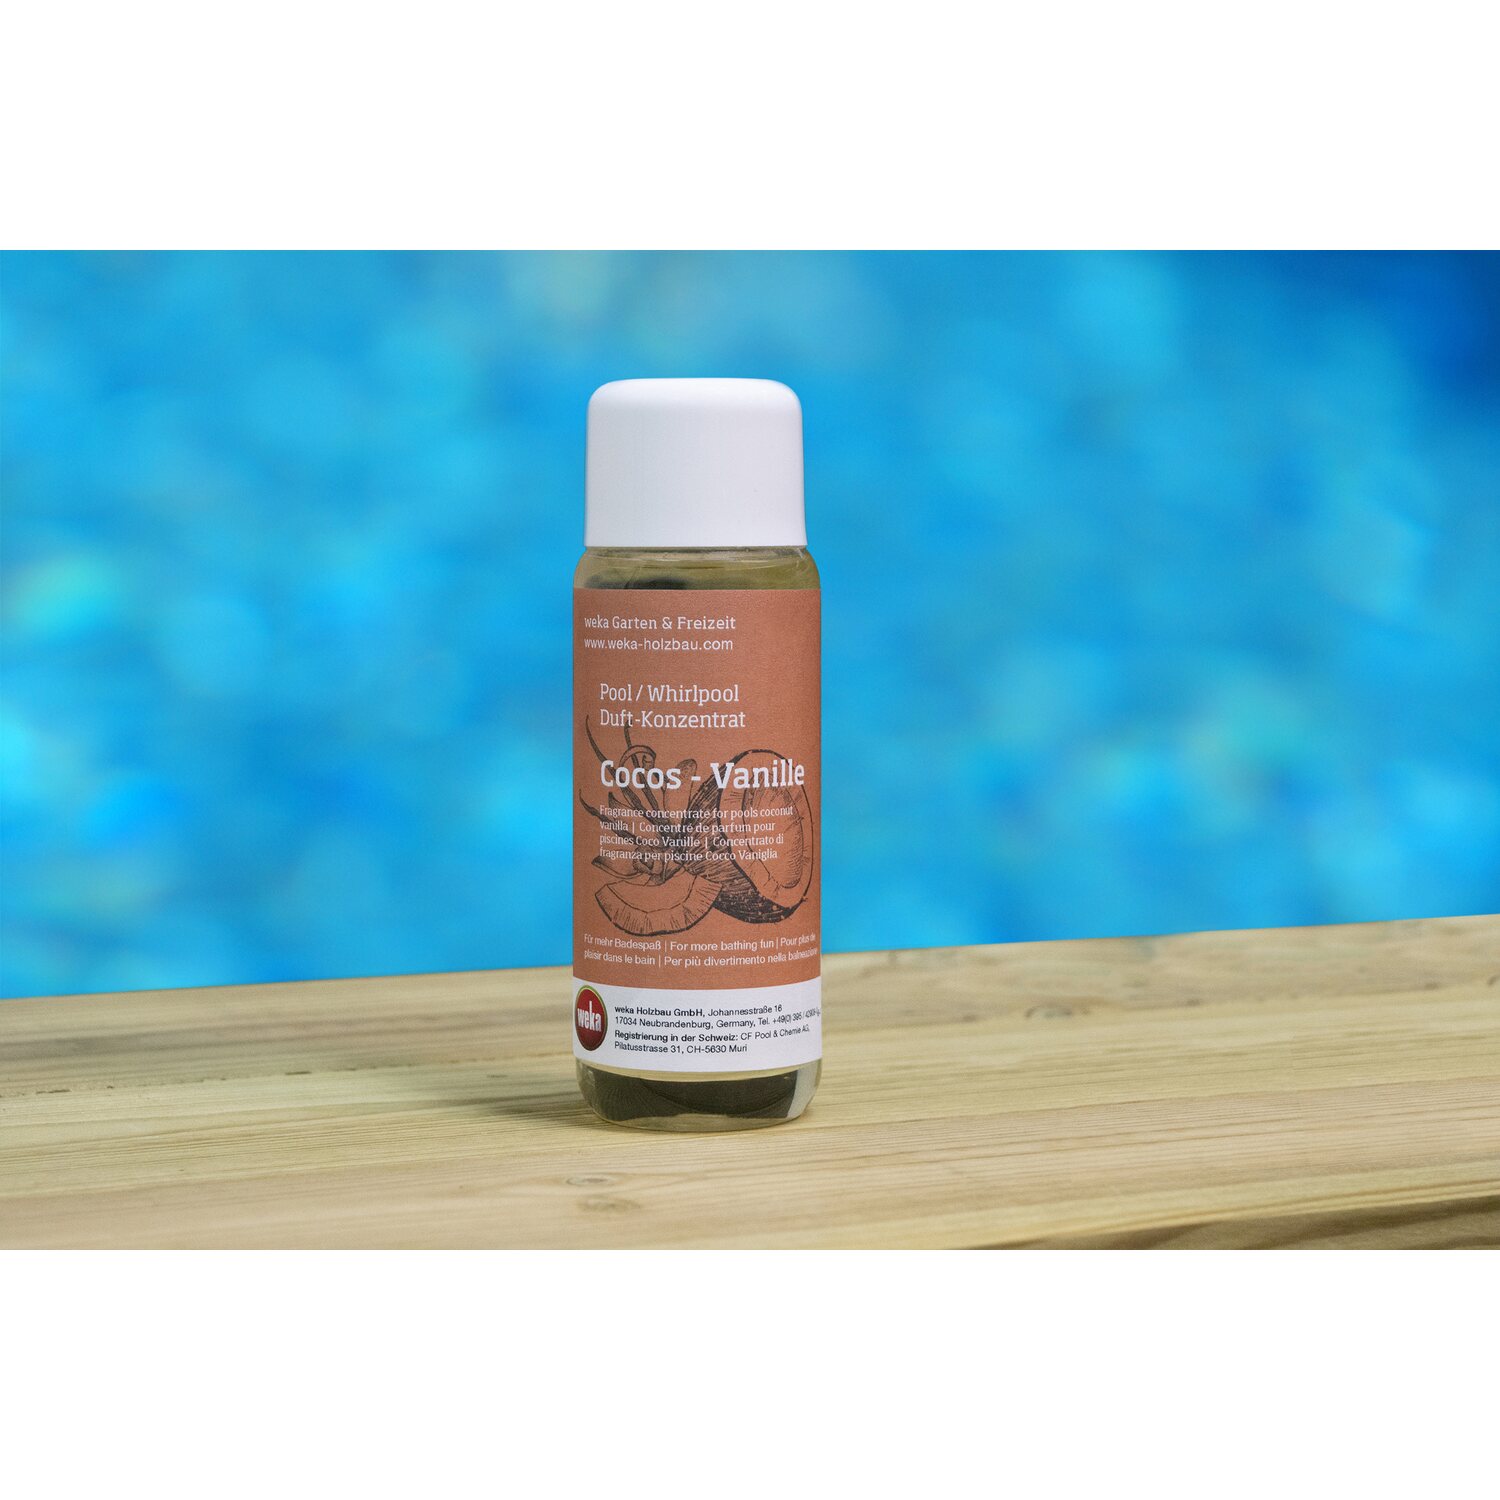 weka Garten & Freizeit
www.weka-holzbau.com
Pool / Whirlpool
Duft-Konzentrat
Cocos - Vanille
Fragrance concentrate for pools coconut
vanilla | Concentré de parfum pour
piscines Coco Vanille | Concentrato di
fragranza per piscine Cocco Vaniglia
Für mehr Badespaß | For more bathing fun | Pour plus de
plaisir dans le bain | Per più divertimento nella balneazione
weka
weka Holzbau GmbH, Johannesstraße 16
17034 Neubrandenburg, Germany, Tel. +49(0) 395 /
Registrierung in der Schweiz: CF Pool & Chemie AG,
Pilatusstrasse 31, CH-5630 Muri